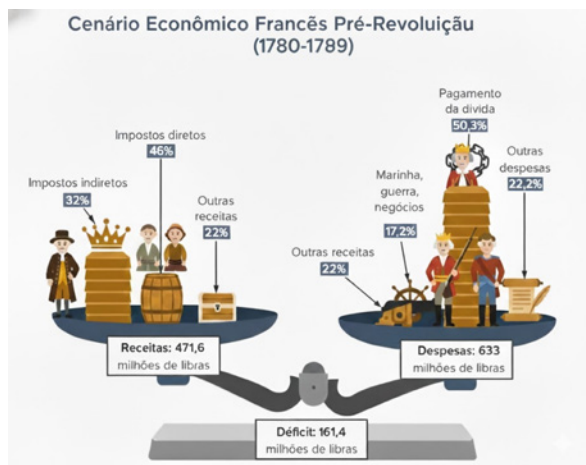 Cenário Econômico Francês Pré-Revoluiçãu
(1780-1789)
Impostos diretos
46%
Impostos indiretos
32%
Outras
receitas
22%
Receitas: 471,6
milhões de libras
Pagamento
da divida
50,3%
Marinha,
guerra,
negócios
17,2%
Outras
despesas
22,2%
Outras receitas
22%
Despesas: 633
milhões de libras
Déficit: 161,4
milhões de libras